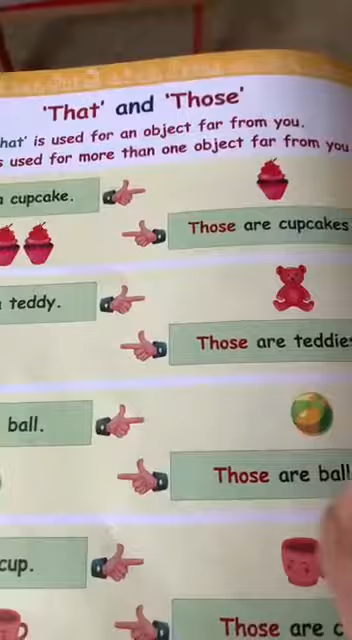 'That' and 'Those'
hat' is used for an object far from you.
s used for more than one object far from you
a cupcake.
Those are cupcakes
teddy.
Those are teddies
ball.
Those are ball
cup.
Those are c